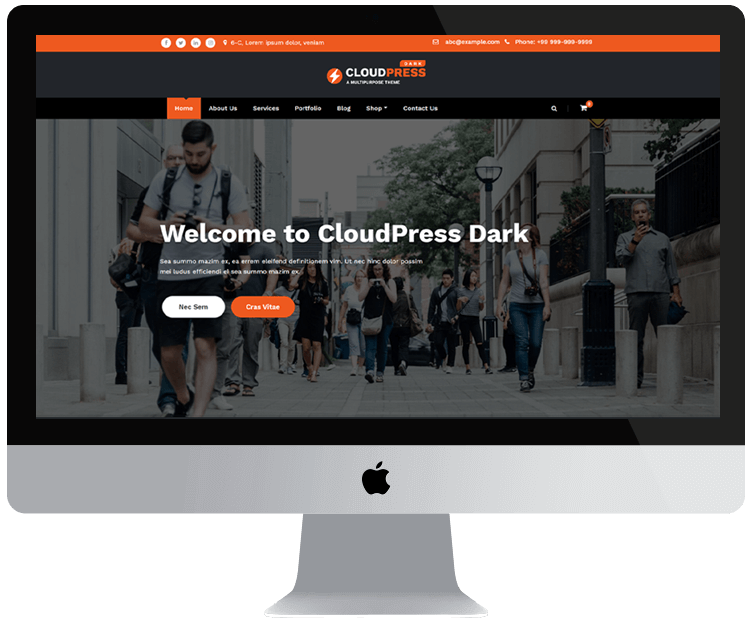 6-C, Lorem ipsum dolor, veniam
abc@example.com Phone: +99 999-999-9999
DARK
CLOUDPRESS
A MULTIPURPOSE THEME
Home About Us Services Portfolio Blog Shop Contact Us
Welcome to CloudPress Dark
Sea summo mazim ex, ea errem eleifend definitionem vim. Ut nec hinc dolor possim
mei ludus efficiendi ei sea summo mazim ex.
Nec Sem Cras Vitae